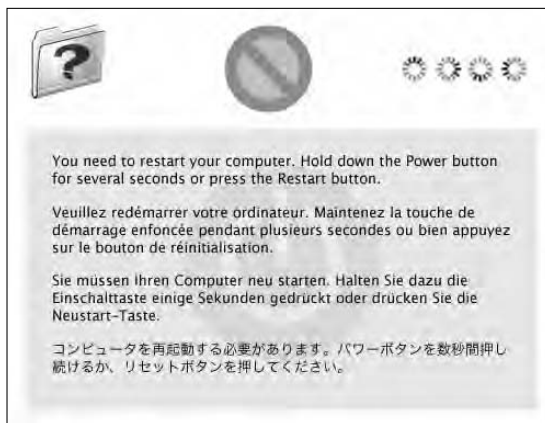 ?
You need to restart your computer. Hold down the Power button
for several seconds or press the Restart button.
Veuillez redémarrer votre ordinateur. Maintenez la touche de
démarrage enfoncée pendant plusieurs secondes ou bien appuyez
sur le bouton de réinitialisation.
Sie müssen ihren Computer neu starten. Halten Sie dazu die
Einschalttaste einige Sekunden gedrückt oder drücken Sie die
Neustart-Taste.
コンピュータを再起動する必要があります。パワーボタンを数秒間押し
続けるか、リセットボタンを押してください。